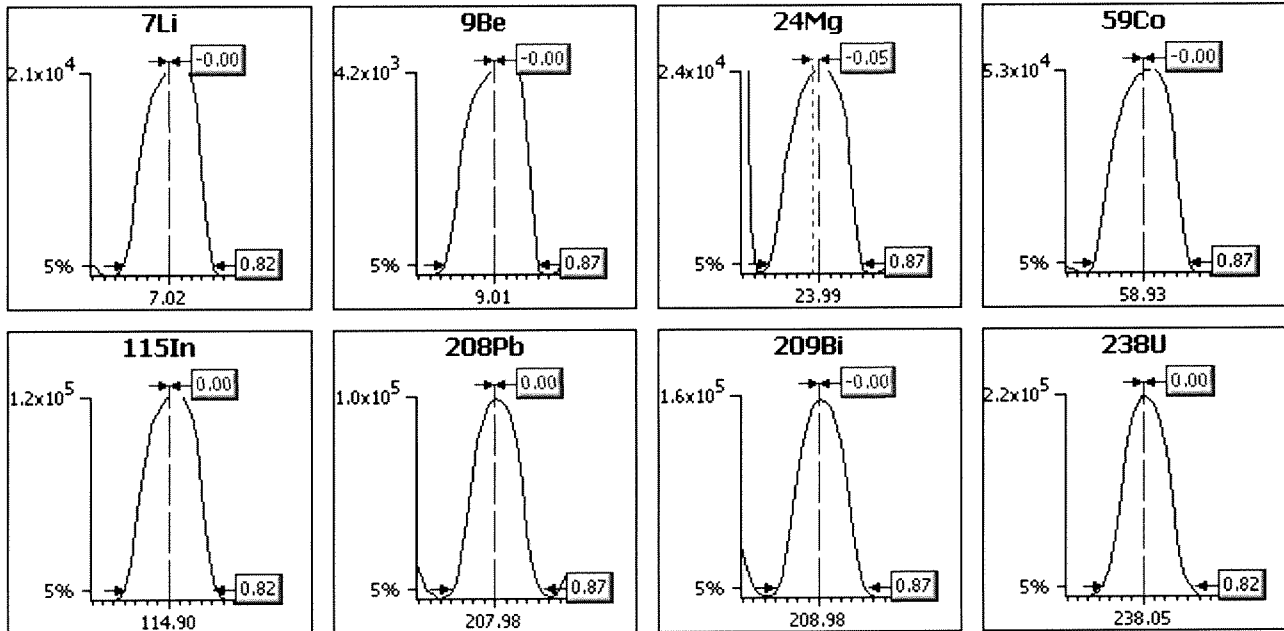 7Li
-0.00
2.1x10⁴
5%
0.82
7.02
9Be
-0.00
4.2x10³
5%
0.87
9.01
24Mg
-0.05
2.4x10⁴
5%
0.87
23.99
59Co
-0.00
5.3x10⁴
5%
0.87
58.93
115In
0.00
1.2x10⁵
5%
0.82
114.90
208Pb
0.00
1.0x10⁵
5%
0.87
207.98
209Bi
-0.00
1.6x10⁵
5%
0.87
208.98
238U
0.00
2.2x10⁵
5%
0.82
238.05